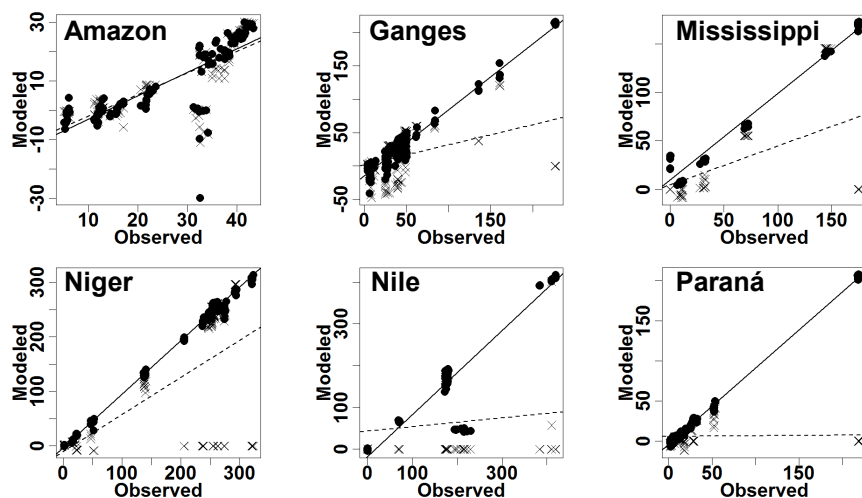 Amazon
Modeled
30
10
-10
-30
10 20 30 40
Observed
Ganges
Modeled
150
50
-50
0 50 150
Observed
Mississippi
Modeled
100
50
0
0 50 100 150
Observed
Niger
Modeled
300
200
100
0
0 100 200 300
Observed
Nile
Modeled
300
100
0
0 100 300
Observed
Paraná
Modeled
150
50
0
0 50 150
Observed